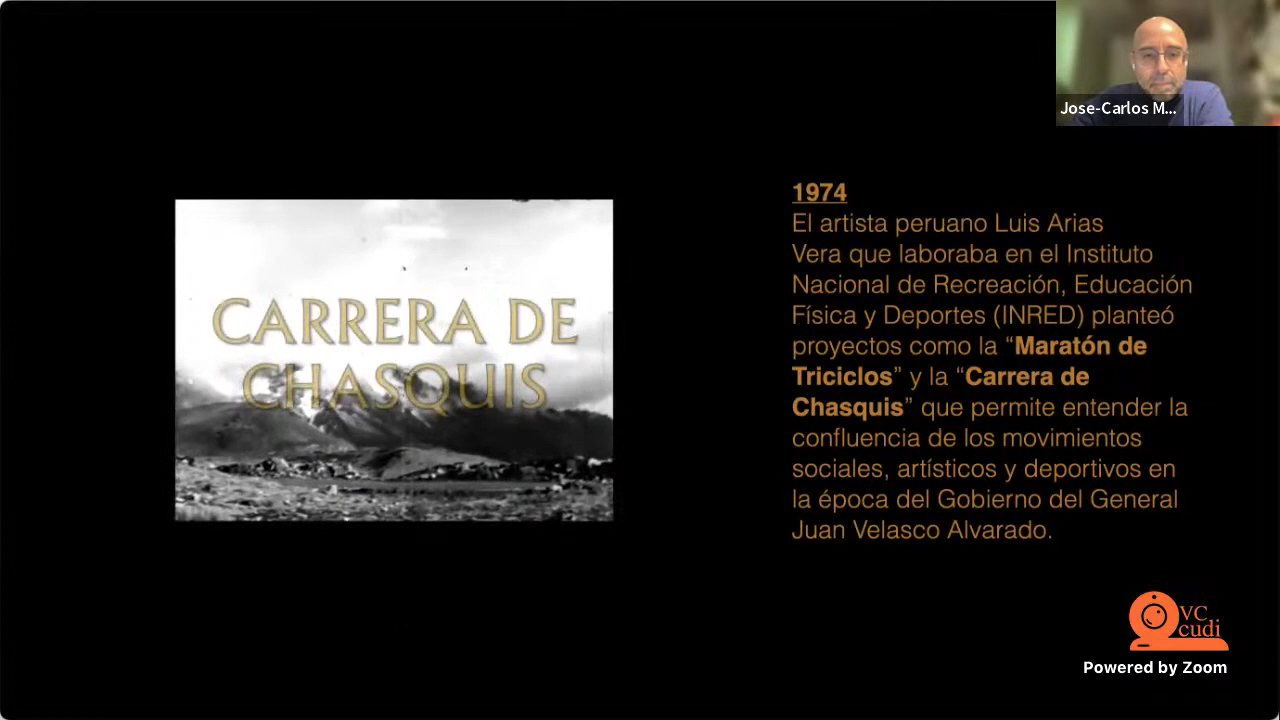 Jose-Carlos M...
CARRERA DE
CHASQUIS
1974
El artista peruano Luis Arias
Vera que laboraba en el Instituto
Nacional de Recreación, Educación
Física y Deportes (INRED) planteó
proyectos como la “Maratón de
Triciclos” y la “Carrera de
Chasquis” que permite entender la
confluencia de los movimientos
sociales, artísticos y deportivos en
la época del Gobierno del General
Juan Velasco Alvarado.
VC
cudi
Powered by Zoom